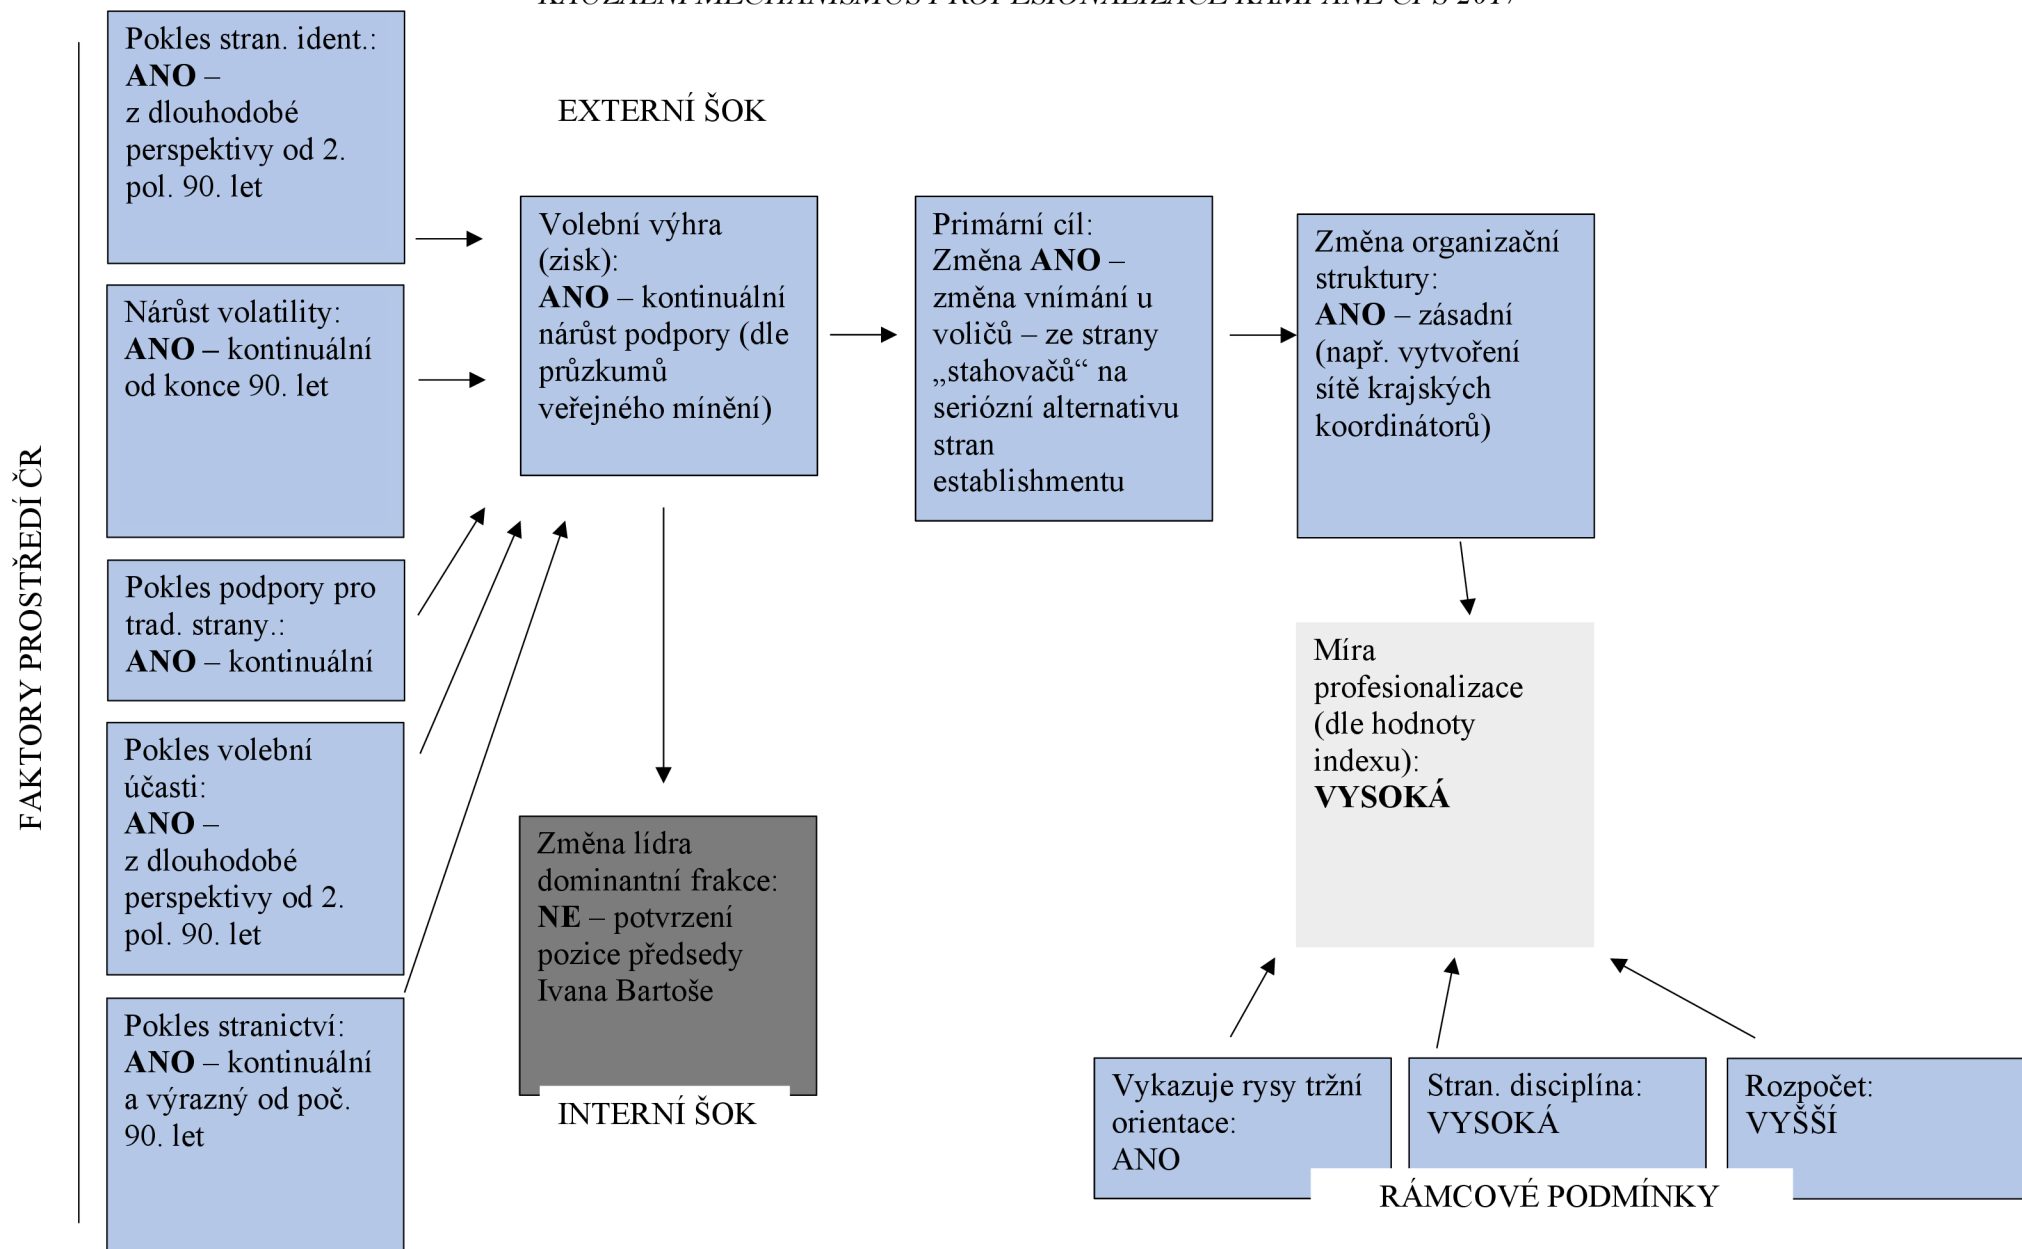 KAUZÁLNÍ MECHANISMUS PROFESIONALIZACE KAMPANĚ ČPS 2017
FAKTORY PROSTŘEDÍ ČR
Pokles stran. ident.:
ANO –
z dlouhodobé
perspektivy od 2.
pol. 90. let
Nárůst volatility:
ANO – kontinuální
od konce 90. let
Pokles podpory pro
trad. strany.:
ANO – kontinuální
Pokles volební
účasti:
ANO –
z dlouhodobé
perspektivy od 2.
pol. 90. let
Pokles stranictví:
ANO – kontinuální
a výrazný od poč.
90. let
EXTERNÍ ŠOK
Volební výhra
(zisk):
ANO – kontinuální
nárůst podpory (dle
průzkumů
veřejného mínění)
Změna lídra
dominantní frakce:
NE – potvrzení
pozice předsedy
Ivana Bartoše
INTERNÍ ŠOK
Primární cíl:
Změna ANO –
změna vnímání u
voličů – ze strany
„stahovačů“ na
seriózní alternativu
stran
establishmentu
Změna organizační
struktury:
ANO – zásadní
(např. vytvoření
sítě krajských
koordinátorů)
Míra
profesionalizace
(dle hodnoty
indexu):
VYSOKÁ
Vykazuje rysy tržní
orientace:
ANO
Stran. disciplína:
VYSOKÁ
Rozpočet:
VYŠŠÍ
RÁMCOVÉ PODMÍNKY